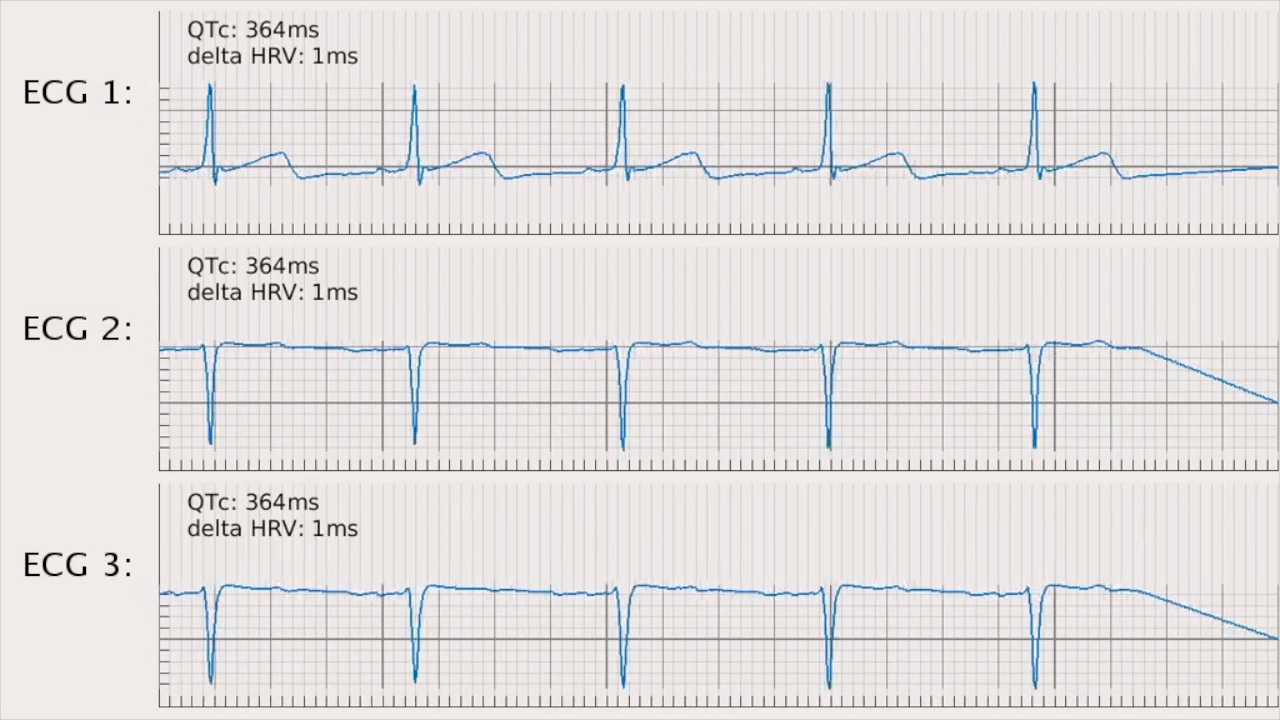 QTc: 364ms
delta HRV: 1ms
ECG 1:
QTc: 364ms
delta HRV: 1ms
ECG 2:
QTc: 364ms
delta HRV: 1ms
ECG 3: